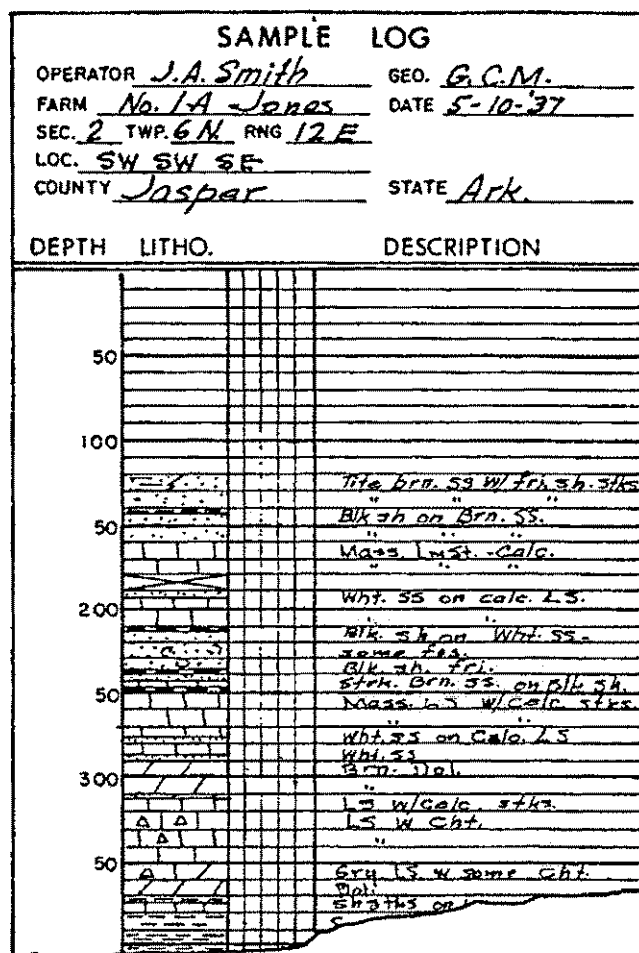 SAMPLE LOG
OPERATOR J.A. Smith GEO. G.C.M.
FARM No. 1-A Jones DATE 5-10-'37
SEC. 2 TWP. 6 N. RNG 12 E
LOC. SW SW SE
COUNTY Jasper STATE Ark.
DEPTH LITHO. DESCRIPTION
50
100
Tite brn. ss w/fri. sh. stks
" " "
Blk sh on Brn. SS.
50 " " "
Mass. LmSt. -Calc.
" " "
Wht. SS on calc. LS.
200 "
Blk. Sh on Wht. SS-
some fos.
Blk. sh. fri.
Strk. Brn. ss. on Blk sh.
50 Mass. LS w/Calc stks
"
Wht. SS on Calc. LS
Wht. SS
Brn. Dol.
300 "
LS w/Calc. stks.
LS w Cht.
"
50 Gry LS w some Cht.
Dol.
on